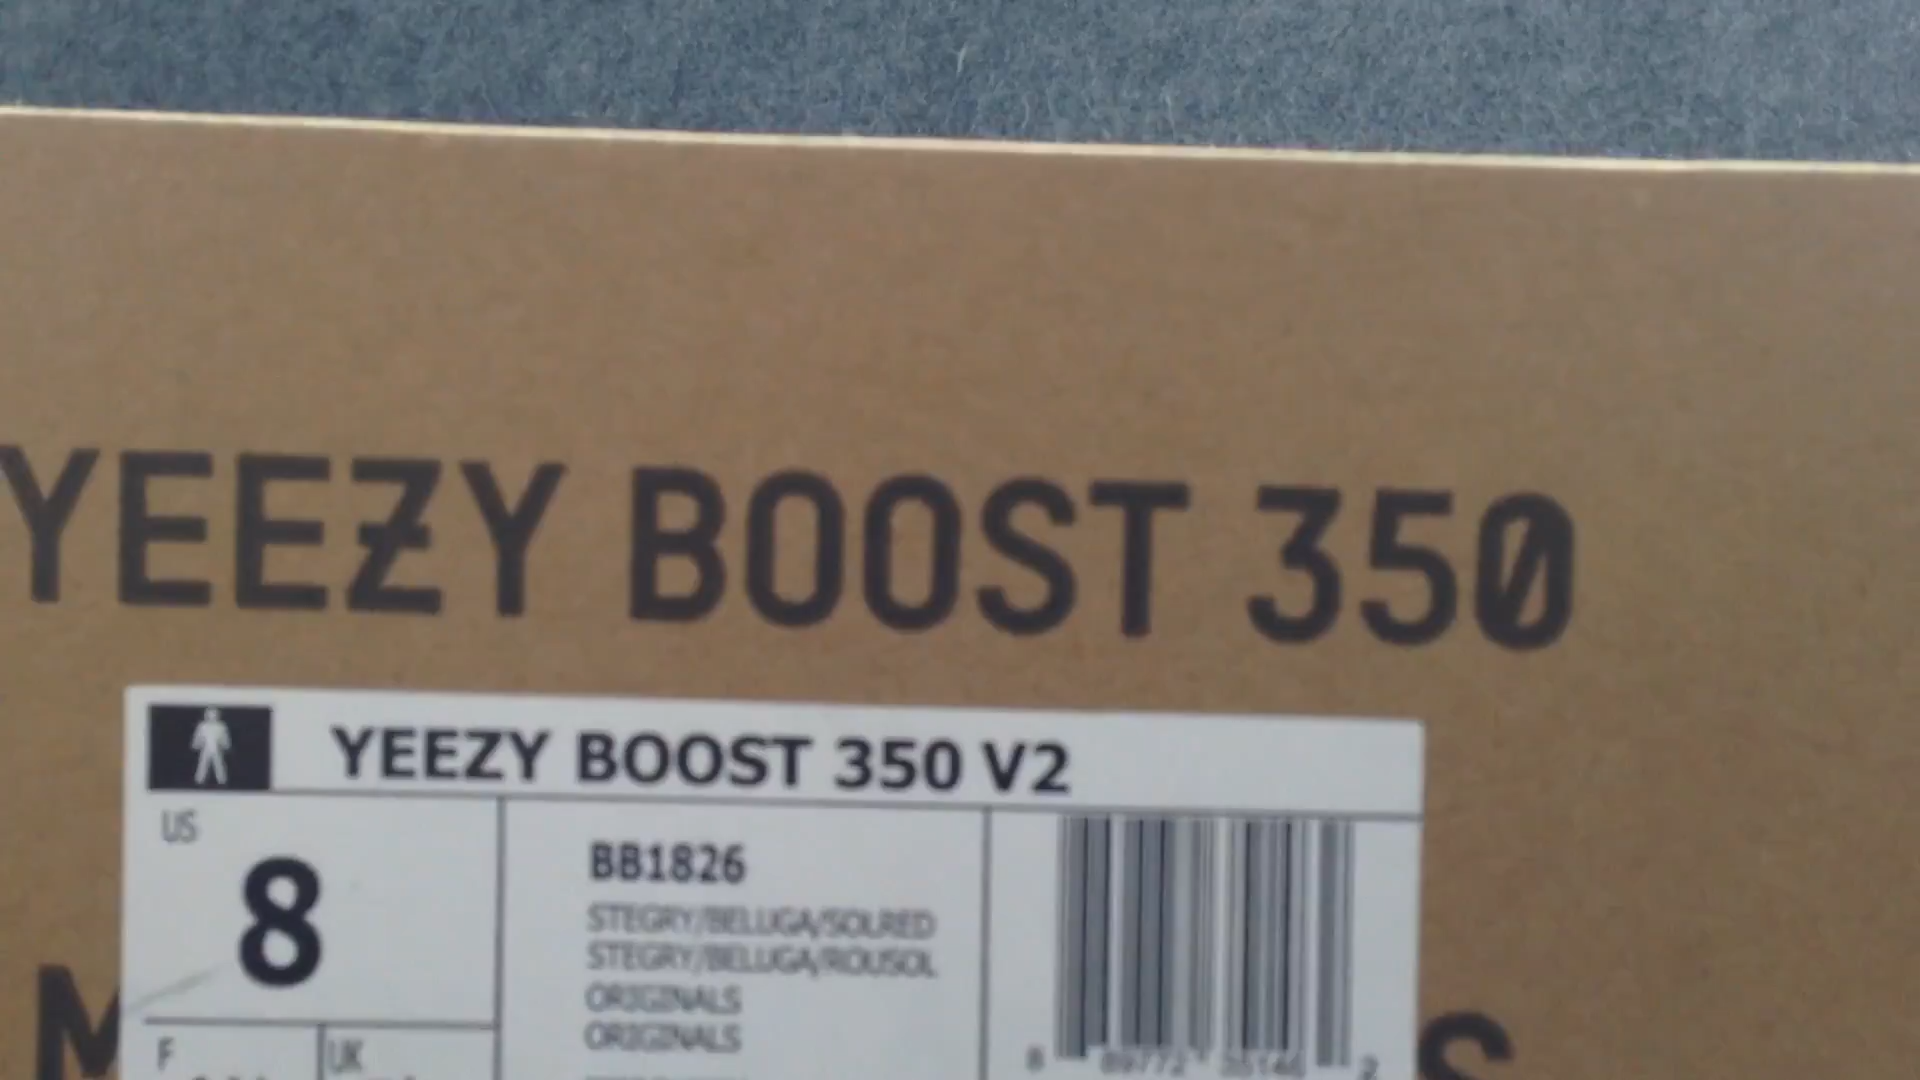 YEEZY BOOST 350
YEEZY BOOST 350 V2
US
8
BB1826
STEGRY/BELUGA/SOLRED
STEGRY/BELUGA/ROUSOL
ORIGINALS
ORIGINALS
F
UK
M
S